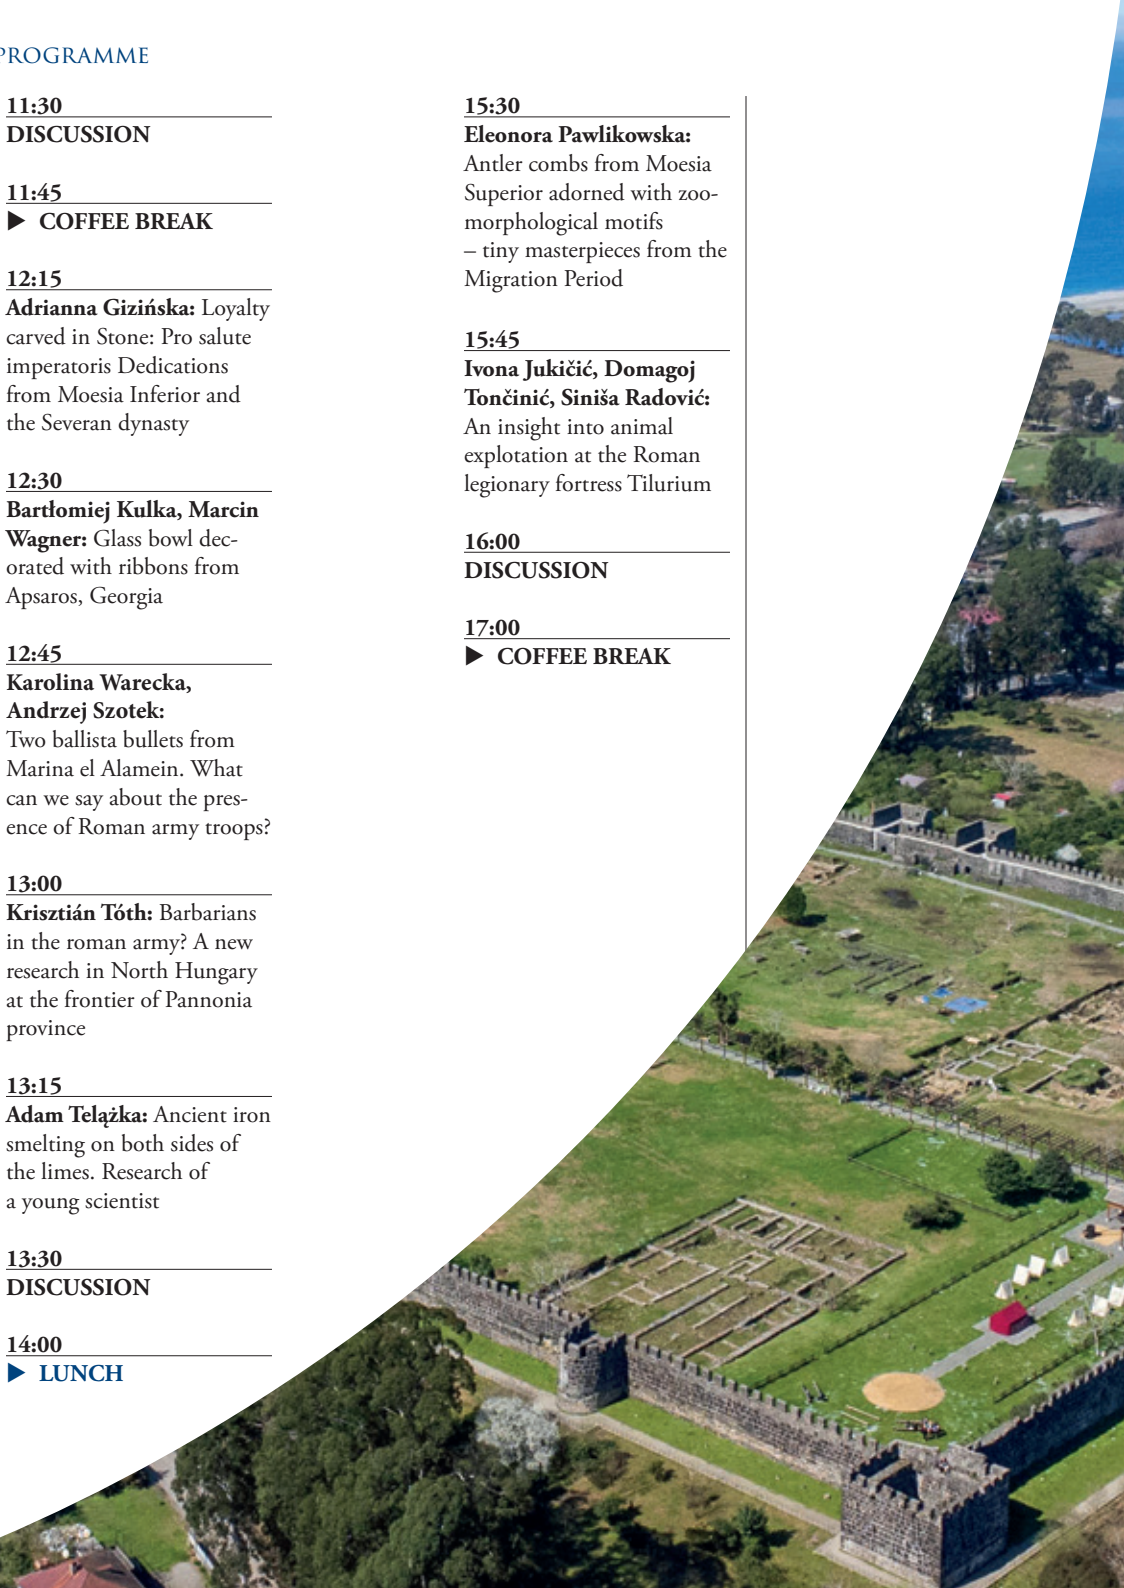 PROGRAMME
11:30
DISCUSSION
11:45
▶ COFFEE BREAK
12:15
Adrianna Gizińska: Loyalty
carved in Stone: Pro salute
imperatoris Dedications
from Moesia Inferior and
the Severan dynasty
12:30
Bartłomiej Kulka, Marcin
Wagner: Glass bowl dec-
orated with ribbons from
Apsaros, Georgia
12:45
Karolina Warecka,
Andrzej Szotek:
Two ballista bullets from
Marina el Alamein. What
can we say about the pres-
ence of Roman army troops?
13:00
Krisztián Tóth: Barbarians
in the roman army? A new
research in North Hungary
at the frontier of Pannonia
province
13:15
Adam Telążka: Ancient iron
smelting on both sides of
the limes. Research of
a young scientist
13:30
DISCUSSION
14:00
▶ LUNCH
15:30
Eleonora Pawlikowska:
Antler combs from Moesia
Superior adorned with zoo-
morphological motifs
– tiny masterpieces from the
Migration Period
15:45
Ivona Jukičić, Domagoj
Tončinić, Siniša Radović:
An insight into animal
explotation at the Roman
legionary fortress Tilurium
16:00
DISCUSSION
17:00
▶ COFFEE BREAK